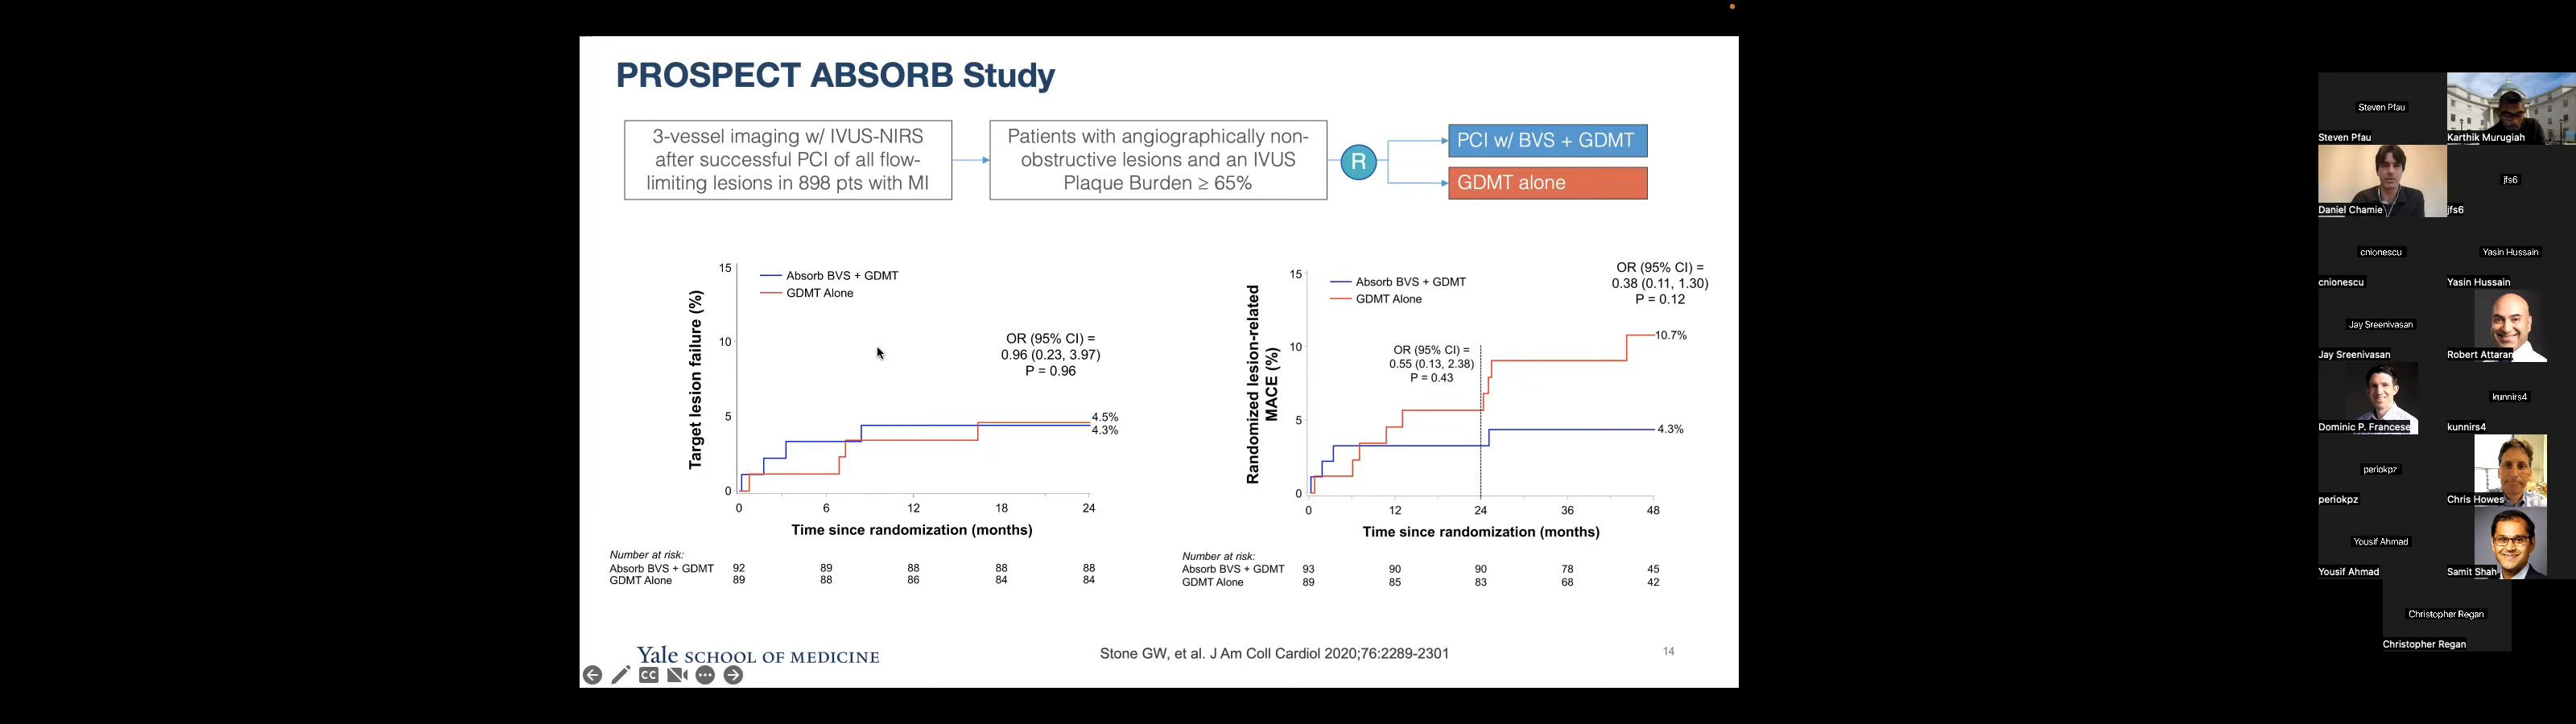 PROSPECT ABSORB Study
3-vessel imaging w/ IVUS-NIRS
after successful PCI of all flow-
limiting lesions in 898 pts with MI
Patients with angiographically non-
obstructive lesions and an IVUS
Plaque Burden ≥ 65%
R
PCI w/ BVS + GDMT
GDMT alone
Target lesion failure (%)
15
10
5
0
Absorb BVS + GDMT
GDMT Alone
OR (95% CI) =
0.96 (0.23, 3.97)
P = 0.96
4.5%
4.3%
0 6 12 18 24
Time since randomization (months)
Number at risk:
Absorb BVS + GDMT 92 89 88 88 88
GDMT Alone 89 88 86 84 84
Randomized lesion-related
MACE (%)
15
10
5
0
Absorb BVS + GDMT
GDMT Alone
OR (95% CI) =
0.55 (0.13, 2.38)
P = 0.43
OR (95% CI) =
0.38 (0.11, 1.30)
P = 0.12
10.7%
4.3%
0 12 24 36 48
Time since randomization (months)
Number at risk:
Absorb BVS + GDMT 93 90 90 78 45
GDMT Alone 89 85 83 68 42
Yale SCHOOL OF MEDICINE
Stone GW, et al. J Am Coll Cardiol 2020;76:2289-2301
14
CC
Steven Pfau
Steven Pfau
Karthik Murugiah
Daniel Chamie
jfs6
jfs6
cnionescu
cnionescu
Yasin Hussain
Yasin Hussain
Jay Sreenivasan
Jay Sreenivasan
Robert Attaran
Dominic P. Francese
kunnirs4
kunnirs4
periokpz
periokpz
Chris Howes
Yousif Ahmad
Yousif Ahmad
Samit Shah
Christopher Regan
Christopher Regan